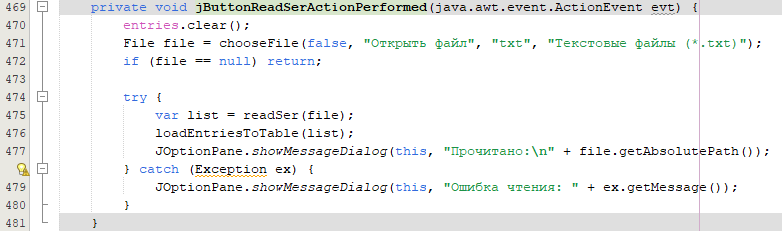 469 private void jButtonReadSerActionPerformed(java.awt.event.ActionEvent evt) {
470 entries.clear();
471 File file = chooseFile(false, "Открыть файл", "txt", "Текстовые файлы (*.txt)");
472 if (file == null) return;
473
474 try {
475 var list = readSer(file);
476 loadEntriesToTable(list);
477 JOptionPane.showMessageDialog(this, "Прочитано:\n" + file.getAbsolutePath());
} catch (Exception ex) {
479 JOptionPane.showMessageDialog(this, "Ошибка чтения: " + ex.getMessage());
480 }
481 }